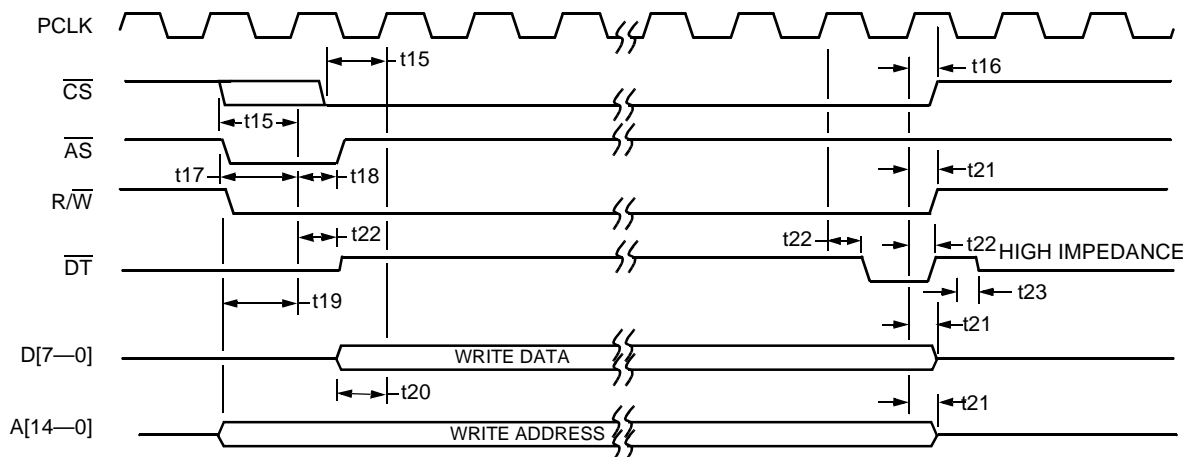 PCLK
t15
t16
CS
t15
AS
t17
t18
t21
R/W
t22
t22
t22
HIGH IMPEDANCE
DT
t19
t23
t21
D[7—0]
WRITE DATA
t20
t21
A[14—0]
WRITE ADDRESS